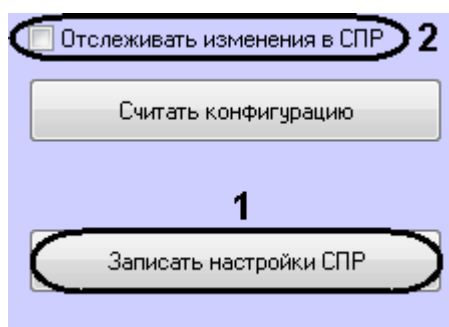 Отслеживать изменения в СПР 2
Считать конфигурацию
1
Записать настройки СПР